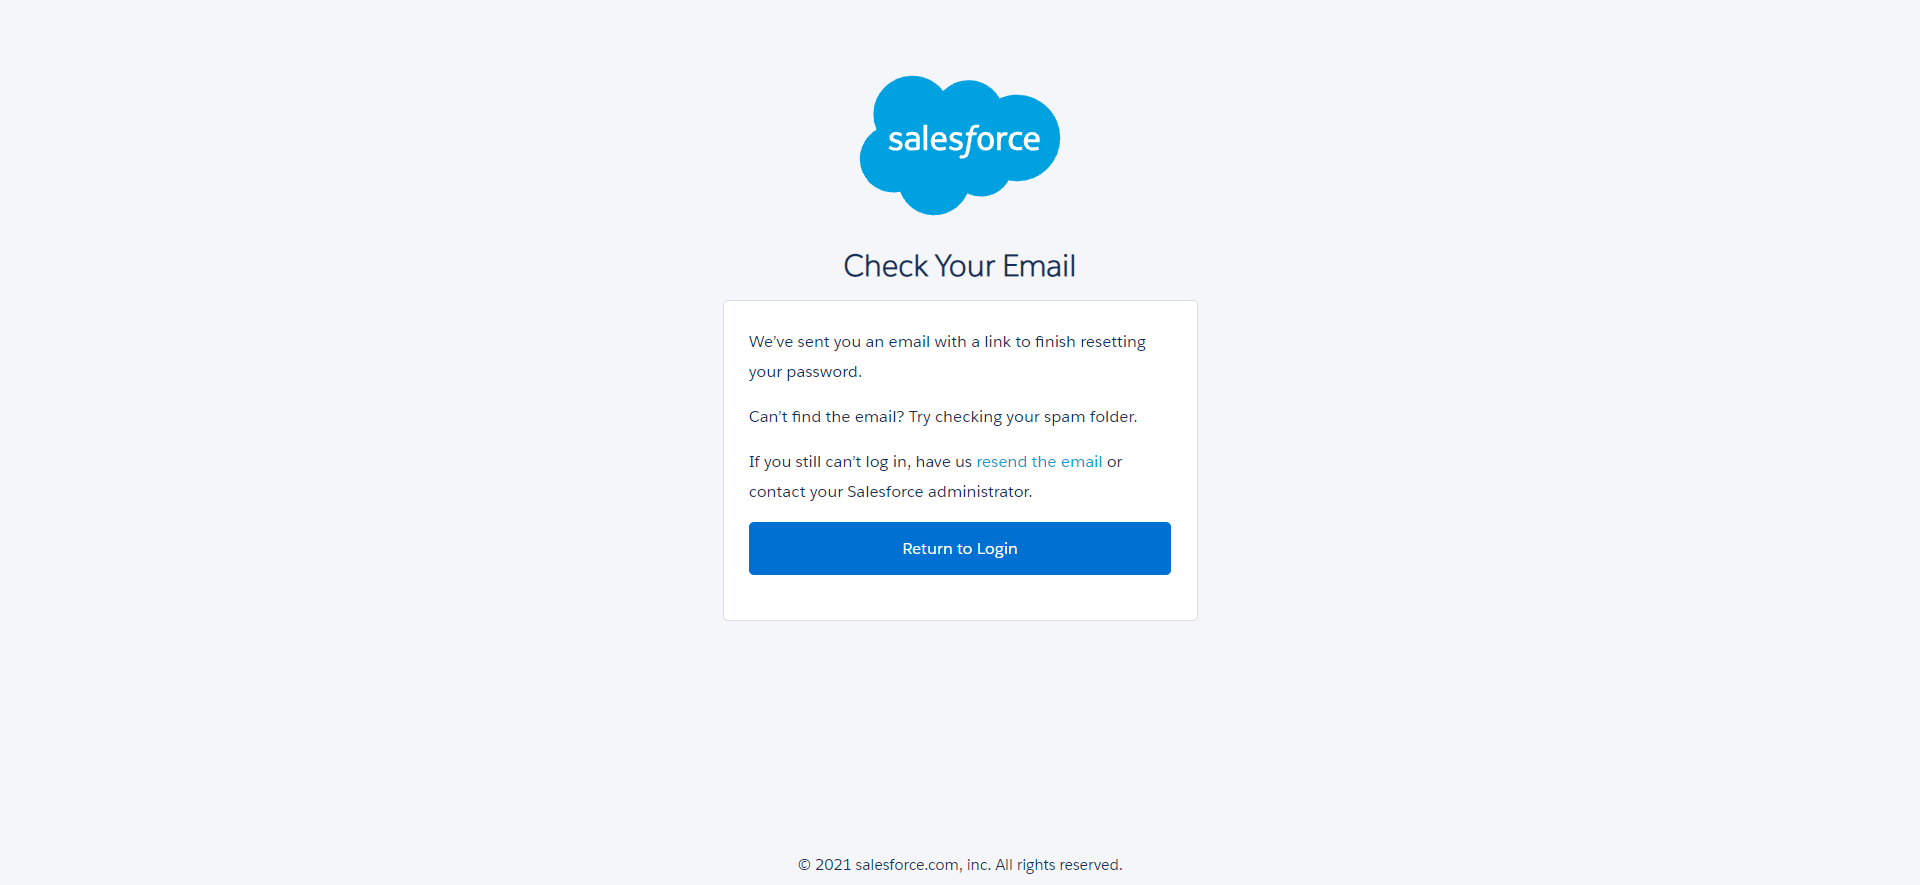 salesforce
Check Your Email
We’ve sent you an email with a link to finish resetting
your password.
Can’t find the email? Try checking your spam folder.
If you still can’t log in, have us resend the email or
contact your Salesforce administrator.
Return to Login
© 2021 salesforce.com, inc. All rights reserved.